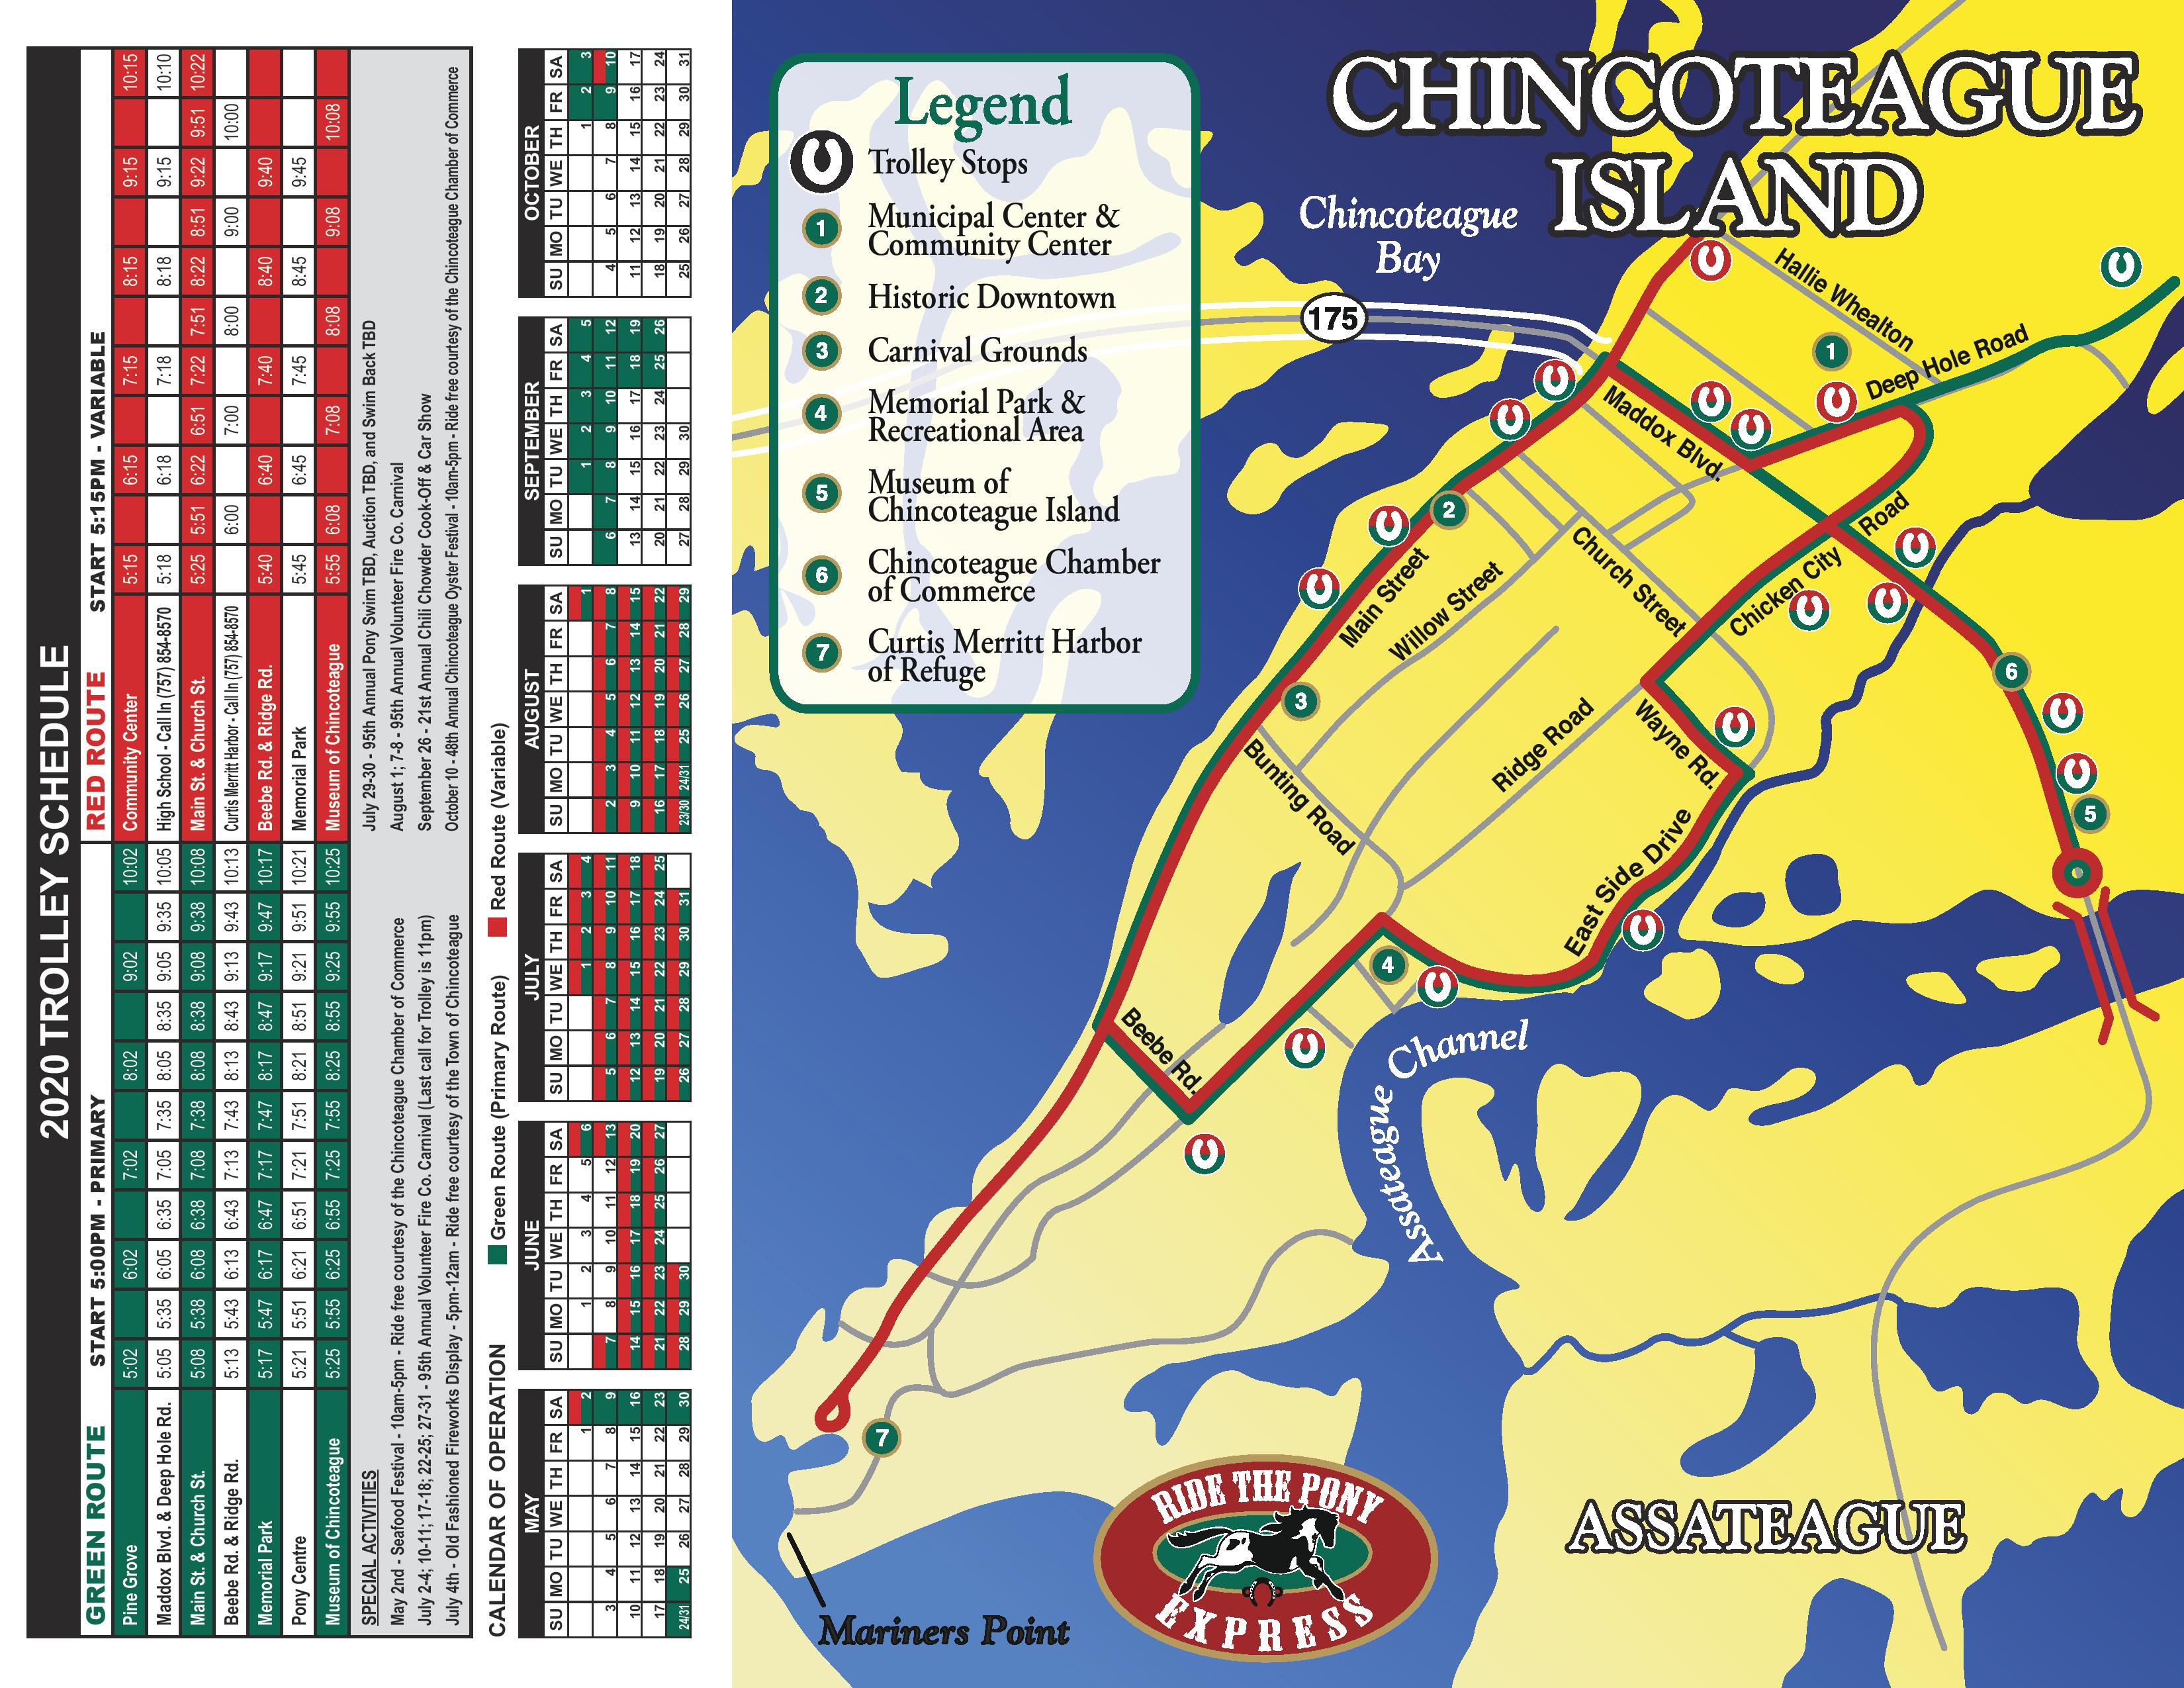 2020 TROLLEY SCHEDULE
GREEN ROUTE START 5:00PM - PRIMARY
Pine Grove 5:02 6:02 7:02 8:02 9:02 10:02
Maddox Blvd. & Deep Hole Rd. 5:05 5:35 6:05 6:35 7:05 7:35 8:05 8:35 9:05 9:35 10:05
Main St. & Church St. 5:08 5:38 6:08 6:38 7:08 7:38 8:08 8:38 9:08 9:38 10:08
Beebe Rd. & Ridge Rd. 5:13 5:43 6:13 6:43 7:13 7:43 8:13 8:43 9:13 9:43 10:13
Memorial Park 5:17 5:47 6:17 6:47 7:17 7:47 8:17 8:47 9:17 9:47 10:17
Pony Centre 5:21 5:51 6:21 6:51 7:21 7:51 8:21 8:51 9:21 9:51 10:21
Museum of Chincoteague 5:25 5:55 6:25 6:55 7:25 7:55 8:25 8:55 9:25 9:55 10:25
RED ROUTE START 5:15PM - VARIABLE
Community Center 5:15 6:15 7:15 8:15 9:15 10:15
High School - Call In (757) 854-8570 5:18 6:18 7:18 8:18 9:15 10:10
Main St. & Church St. 5:25 5:51 6:22 6:51 7:22 7:51 8:22 8:51 9:22 9:51 10:22
Curtis Merritt Harbor - Call In (757) 854-8570 6:00 7:00 8:00 9:00 10:00
Beebe Rd. & Ridge Rd. 5:40 6:40 7:40 8:40 9:40
Memorial Park 5:45 6:45 7:45 8:45 9:45
Museum of Chincoteague 5:55 6:08 7:08 8:08 9:08 10:08
SPECIAL ACTIVITIES
May 2nd - Seafood Festival - 10am-5pm - Ride free courtesy of the Chincoteague Chamber of Commerce
July 2-4; 10-11; 17-18; 22-25; 27-31 - 95th Annual Volunteer Fire Co. Carnival (Last call for Trolley is 11pm)
July 4th - Old Fashioned Fireworks Display - 5pm-12am - Ride free courtesy of the Town of Chincoteague
July 29-30 - 95th Annual Pony Swim TBD, Auction TBD, and Swim Back TBD
August 1; 7-8 - 95th Annual Volunteer Fire Co. Carnival
September 26 - 21st Annual Chili Chowder Cook-Off & Car Show
October 10 - 48th Annual Chincoteague Oyster Festival - 10am-5pm - Ride free courtesy of the Chincoteague Chamber of Commerce
CALENDAR OF OPERATION Green Route (Primary Route) Red Route (Variable)
MAY
SU MO TU WE TH FR SA
1 2
3 4 5 6 7 8 9
10 11 12 13 14 15 16
17 18 19 20 21 22 23
24/31 25 26 27 28 29 30
JUNE
SU MO TU WE TH FR SA
1 2 3 4 5 6
7 8 9 10 11 12 13
14 15 16 17 18 19 20
21 22 23 24 25 26 27
28 29 30
JULY
SU MO TU WE TH FR SA
1 2 3 4
5 6 7 8 9 10 11
12 13 14 15 16 17 18
19 20 21 22 23 24 25
26 27 28 29 30 31
AUGUST
SU MO TU WE TH FR SA
1
2 3 4 5 6 7 8
9 10 11 12 13 14 15
16 17 18 19 20 21 22
23/30 24/31 25 26 27 28 29
SEPTEMBER
SU MO TU WE TH FR SA
1 2 3 4 5
6 7 8 9 10 11 12
13 14 15 16 17 18 19
20 21 22 23 24 25 26
27 28 29 30
OCTOBER
SU MO TU WE TH FR SA
1 2 3
4 5 6 7 8 9 10
11 12 13 14 15 16 17
18 19 20 21 22 23 24
25 26 27 28 29 30 31
CHINCOTEAGUE
ISLAND
Legend
Trolley Stops
1 Municipal Center &
Community Center
2 Historic Downtown
3 Carnival Grounds
4 Memorial Park &
Recreational Area
5 Museum of
Chincoteague Island
6 Chincoteague Chamber
of Commerce
7 Curtis Merritt Harbor
of Refuge
Chincoteague
Bay
175
Hallie Whealton
1
Deep Hole Road
Maddox Blvd.
2
Main Street
Willow Street
Church Street
Chicken City
Road
6
3
Bunting Road
Ridge Road
Wayne Rd.
5
East Side Drive
4
Beebe Rd.
Assateague Channel
7
Mariners Point
RIDE THE PONY
EXPRESS
ASSATEAGUE